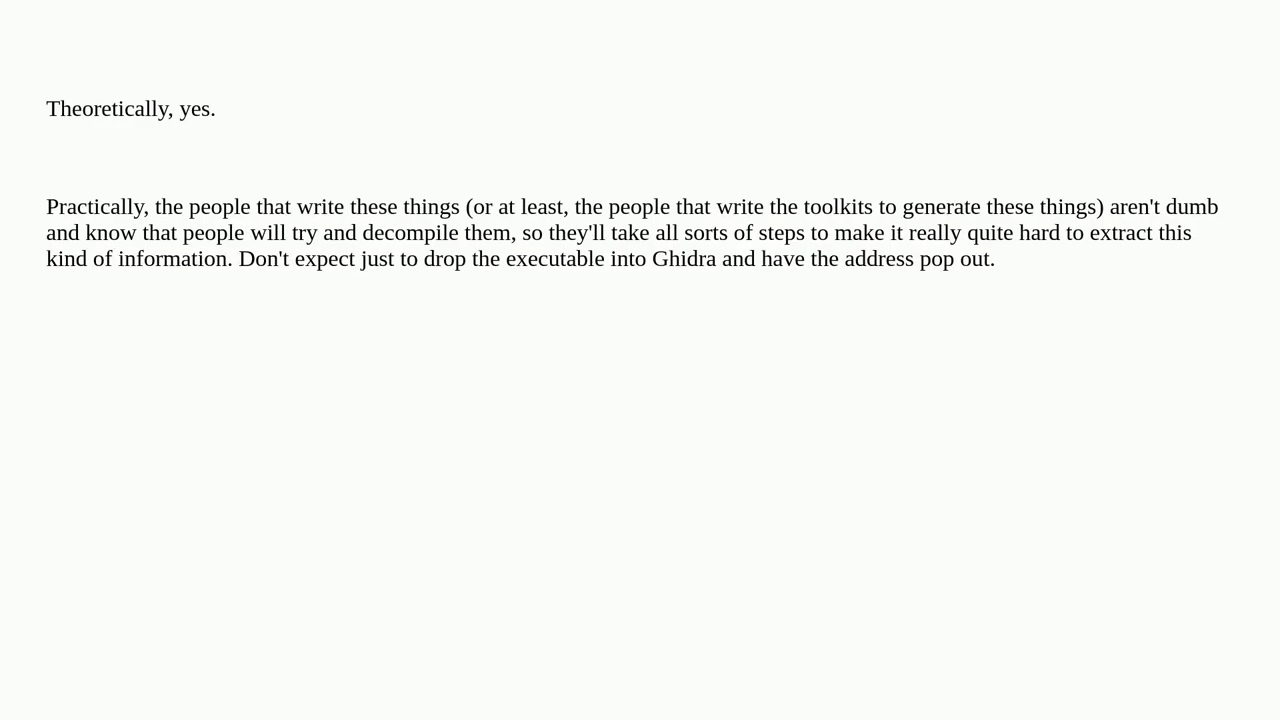 Theoretically, yes.
Practically, the people that write these things (or at least, the people that write the toolkits to generate these things) aren't dumb
and know that people will try and decompile them, so they'll take all sorts of steps to make it really quite hard to extract this
kind of information. Don't expect just to drop the executable into Ghidra and have the address pop out.